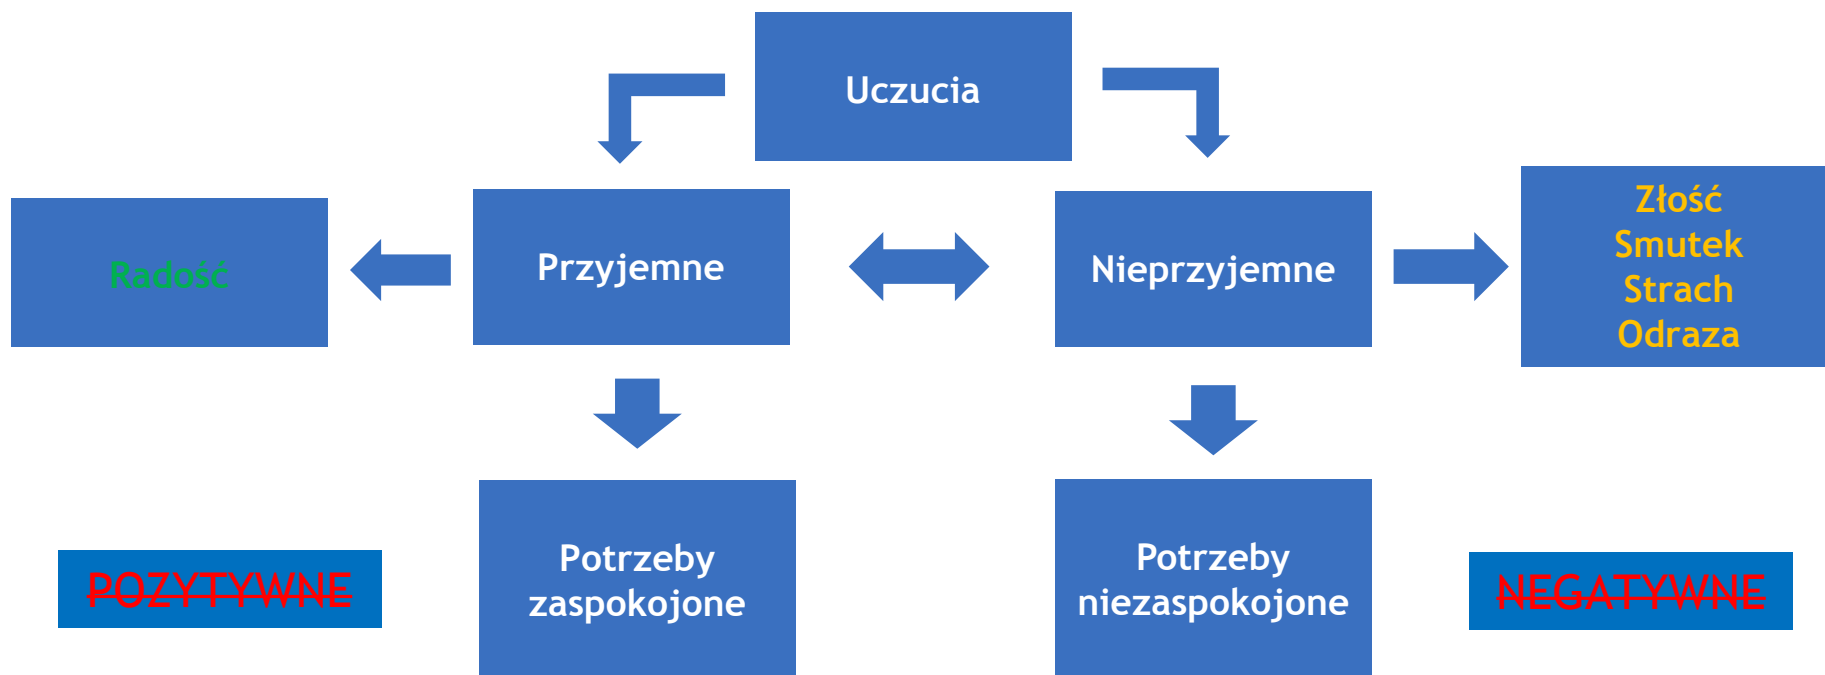 Uczucia
Radość
Przyjemne
Nieprzyjemne
Złość
Smutek
Strach
Odraza
POZYTYWNE
Potrzeby
zaspokojone
Potrzeby
niezaspokojone
NEGATYWNE